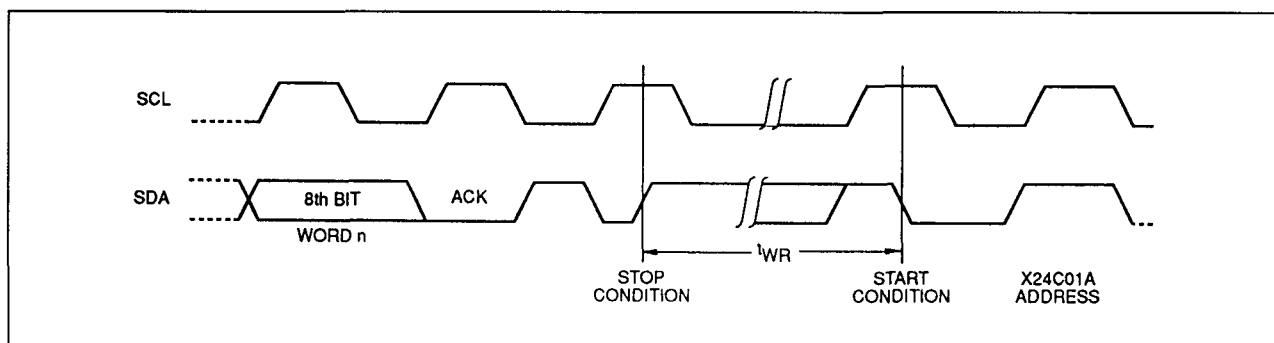 SCL
SDA
8th BIT
ACK
WORD n
tWR
STOP
CONDITION
START
CONDITION
X24C01A
ADDRESS